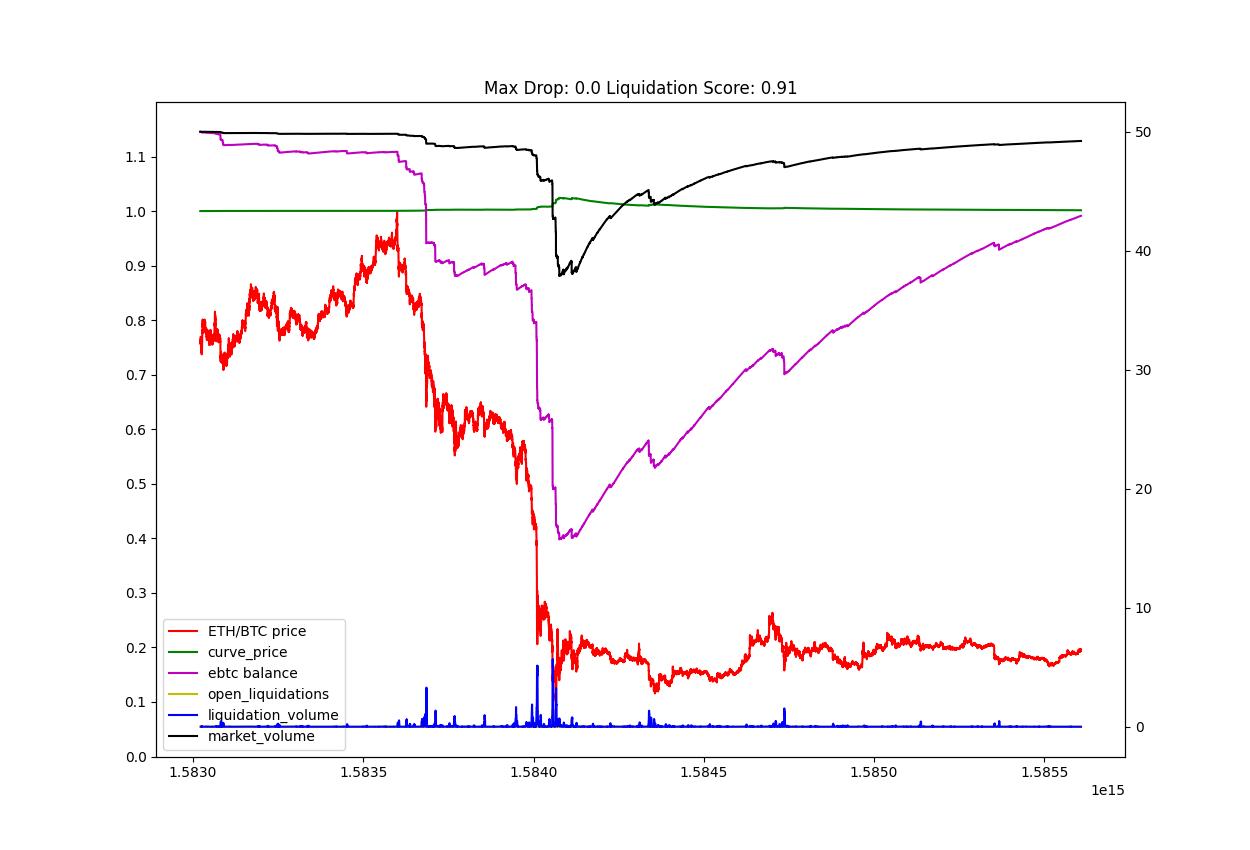 Max Drop: 0.0 Liquidation Score: 0.91
1.1
1.0
0.9
0.8
0.7
0.6
0.5
0.4
0.3
0.2
0.1
0.0
50
40
30
20
10
0
ETH/BTC price
curve_price
ebtc balance
open_liquidations
liquidation_volume
market_volume
1.5830 1.5835 1.5840 1.5845 1.5850 1.5855
1e15